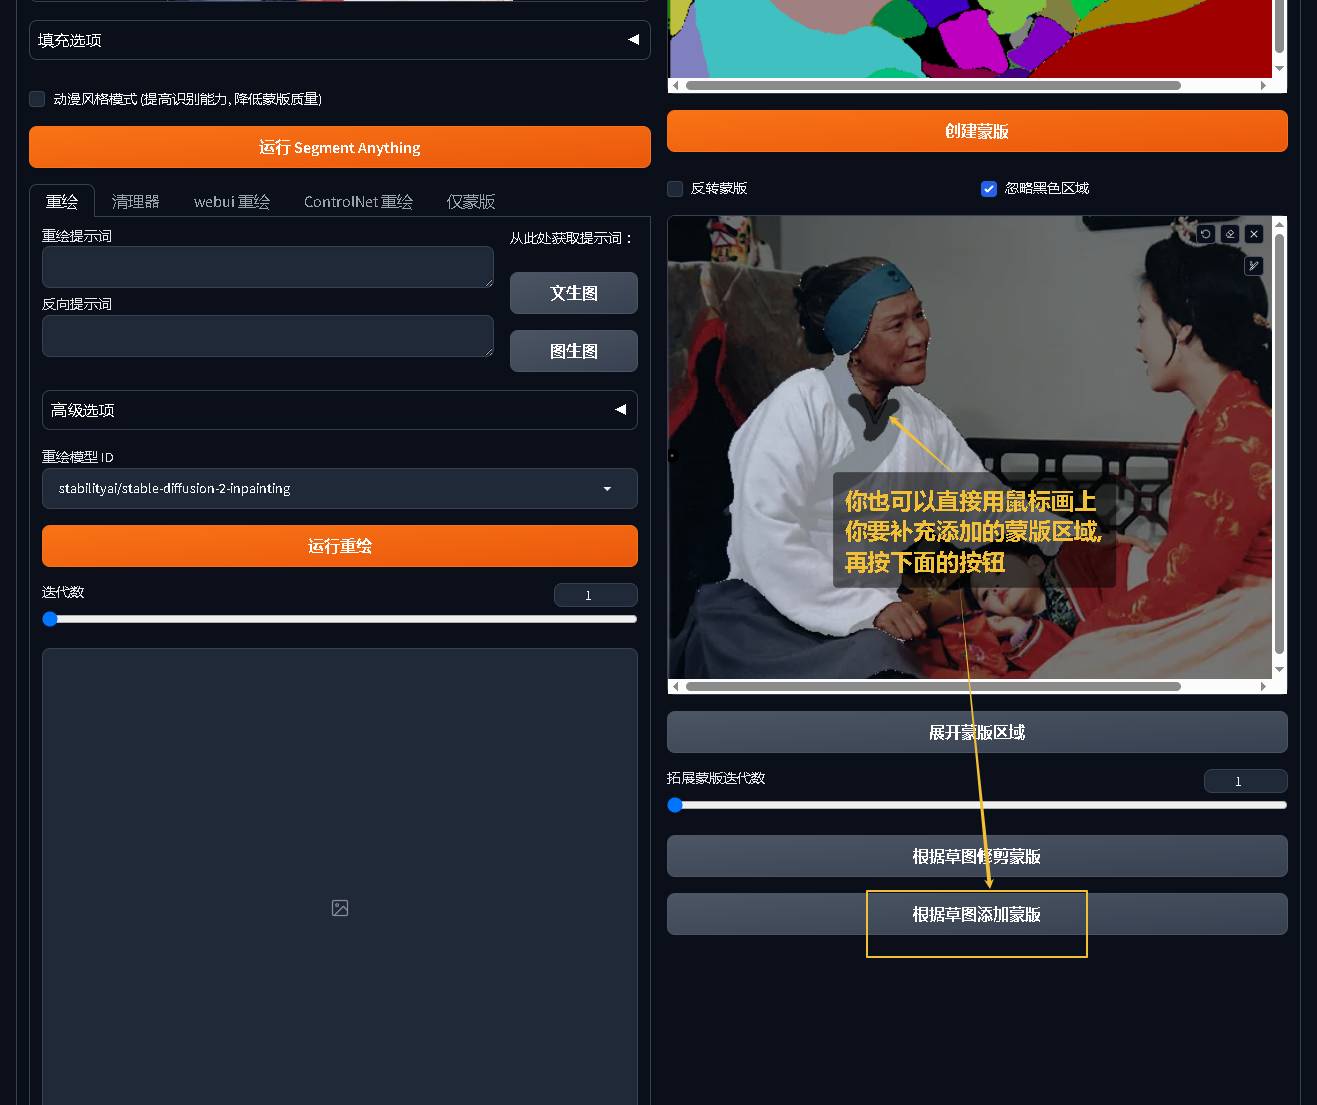 填充选项
动漫风格模式 (提高识别能力, 降低蒙版质量)
运行 Segment Anything
重绘
清理器
webui 重绘
ControlNet 重绘
仅蒙版
重绘提示词
从此处获取提示词：
文生图
反向提示词
图生图
高级选项
重绘模型 ID
stabilityai/stable-diffusion-2-inpainting
运行重绘
迭代数
1
创建蒙版
反转蒙版
忽略黑色区域
你也可以直接用鼠标画上
你要补充添加的蒙版区域,
再按下面的按钮
展开蒙版区域
拓展蒙版迭代数
1
根据草图修剪蒙版
根据草图添加蒙版